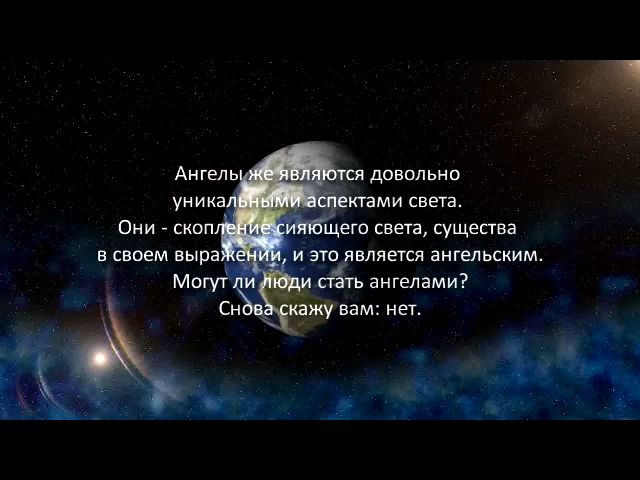 Ангелы же являются довольно
уникальными аспектами света.
Они - скопление сияющего света, существа
в своем выражении, и это является ангельским.
Могут ли люди стать ангелами?
Снова скажу вам: нет.